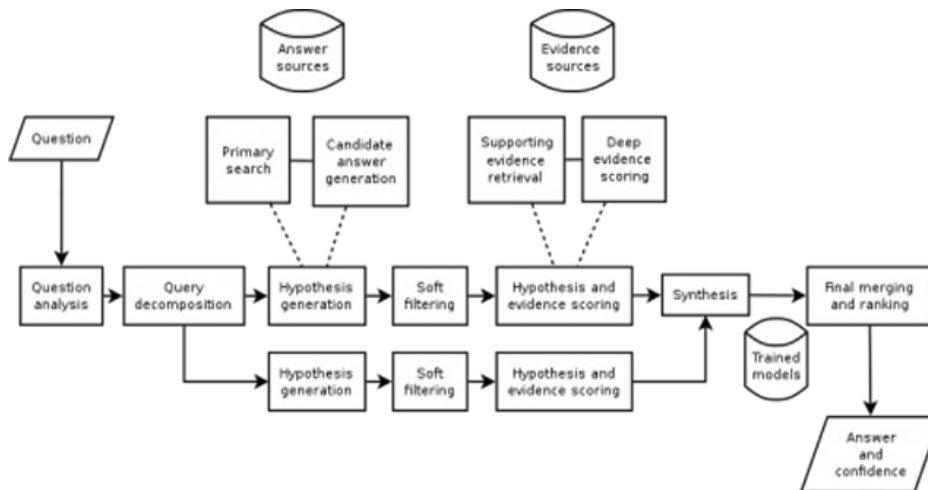 Answer
sources
Evidence
sources
Question
Primary
search
Candidate
answer
generation
Supporting
evidence
retrieval
Deep
evidence
scoring
Question
analysis
Query
decomposition
Hypothesis
generation
Soft
filtering
Hypothesis and
evidence scoring
Synthesis
Final merging
and ranking
Hypothesis
generation
Soft
filtering
Hypothesis and
evidence scoring
Trained
models
Answer
and
confidence